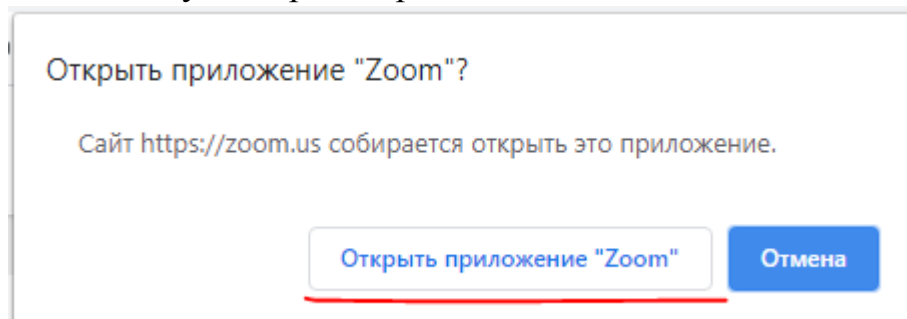 Открыть приложение "Zoom"?
Сайт https://zoom.us собирается открыть это приложение.
Открыть приложение "Zoom"
Отмена